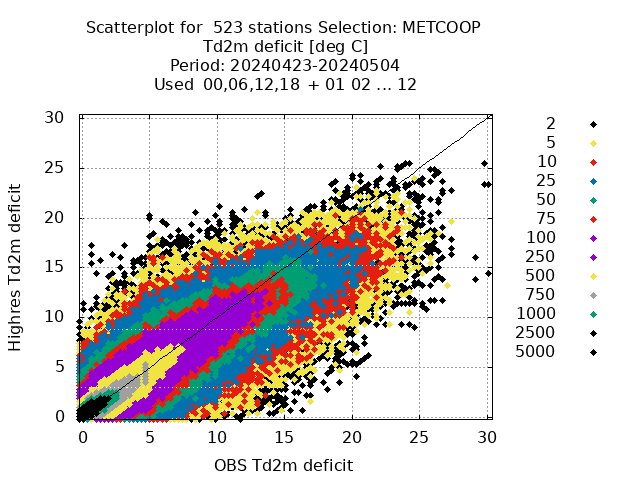 Scatterplot for 523 stations Selection: METCOOP
Td2m deficit [deg C]
Period: 20240423-20240504
Used 00,06,12,18 + 01 02 ... 12
Highres Td2m deficit
30
25
20
15
10
5
0
0 5 10 15 20 25 30
OBS Td2m deficit
2
5
10
25
50
75
100
250
500
750
1000
2500
5000